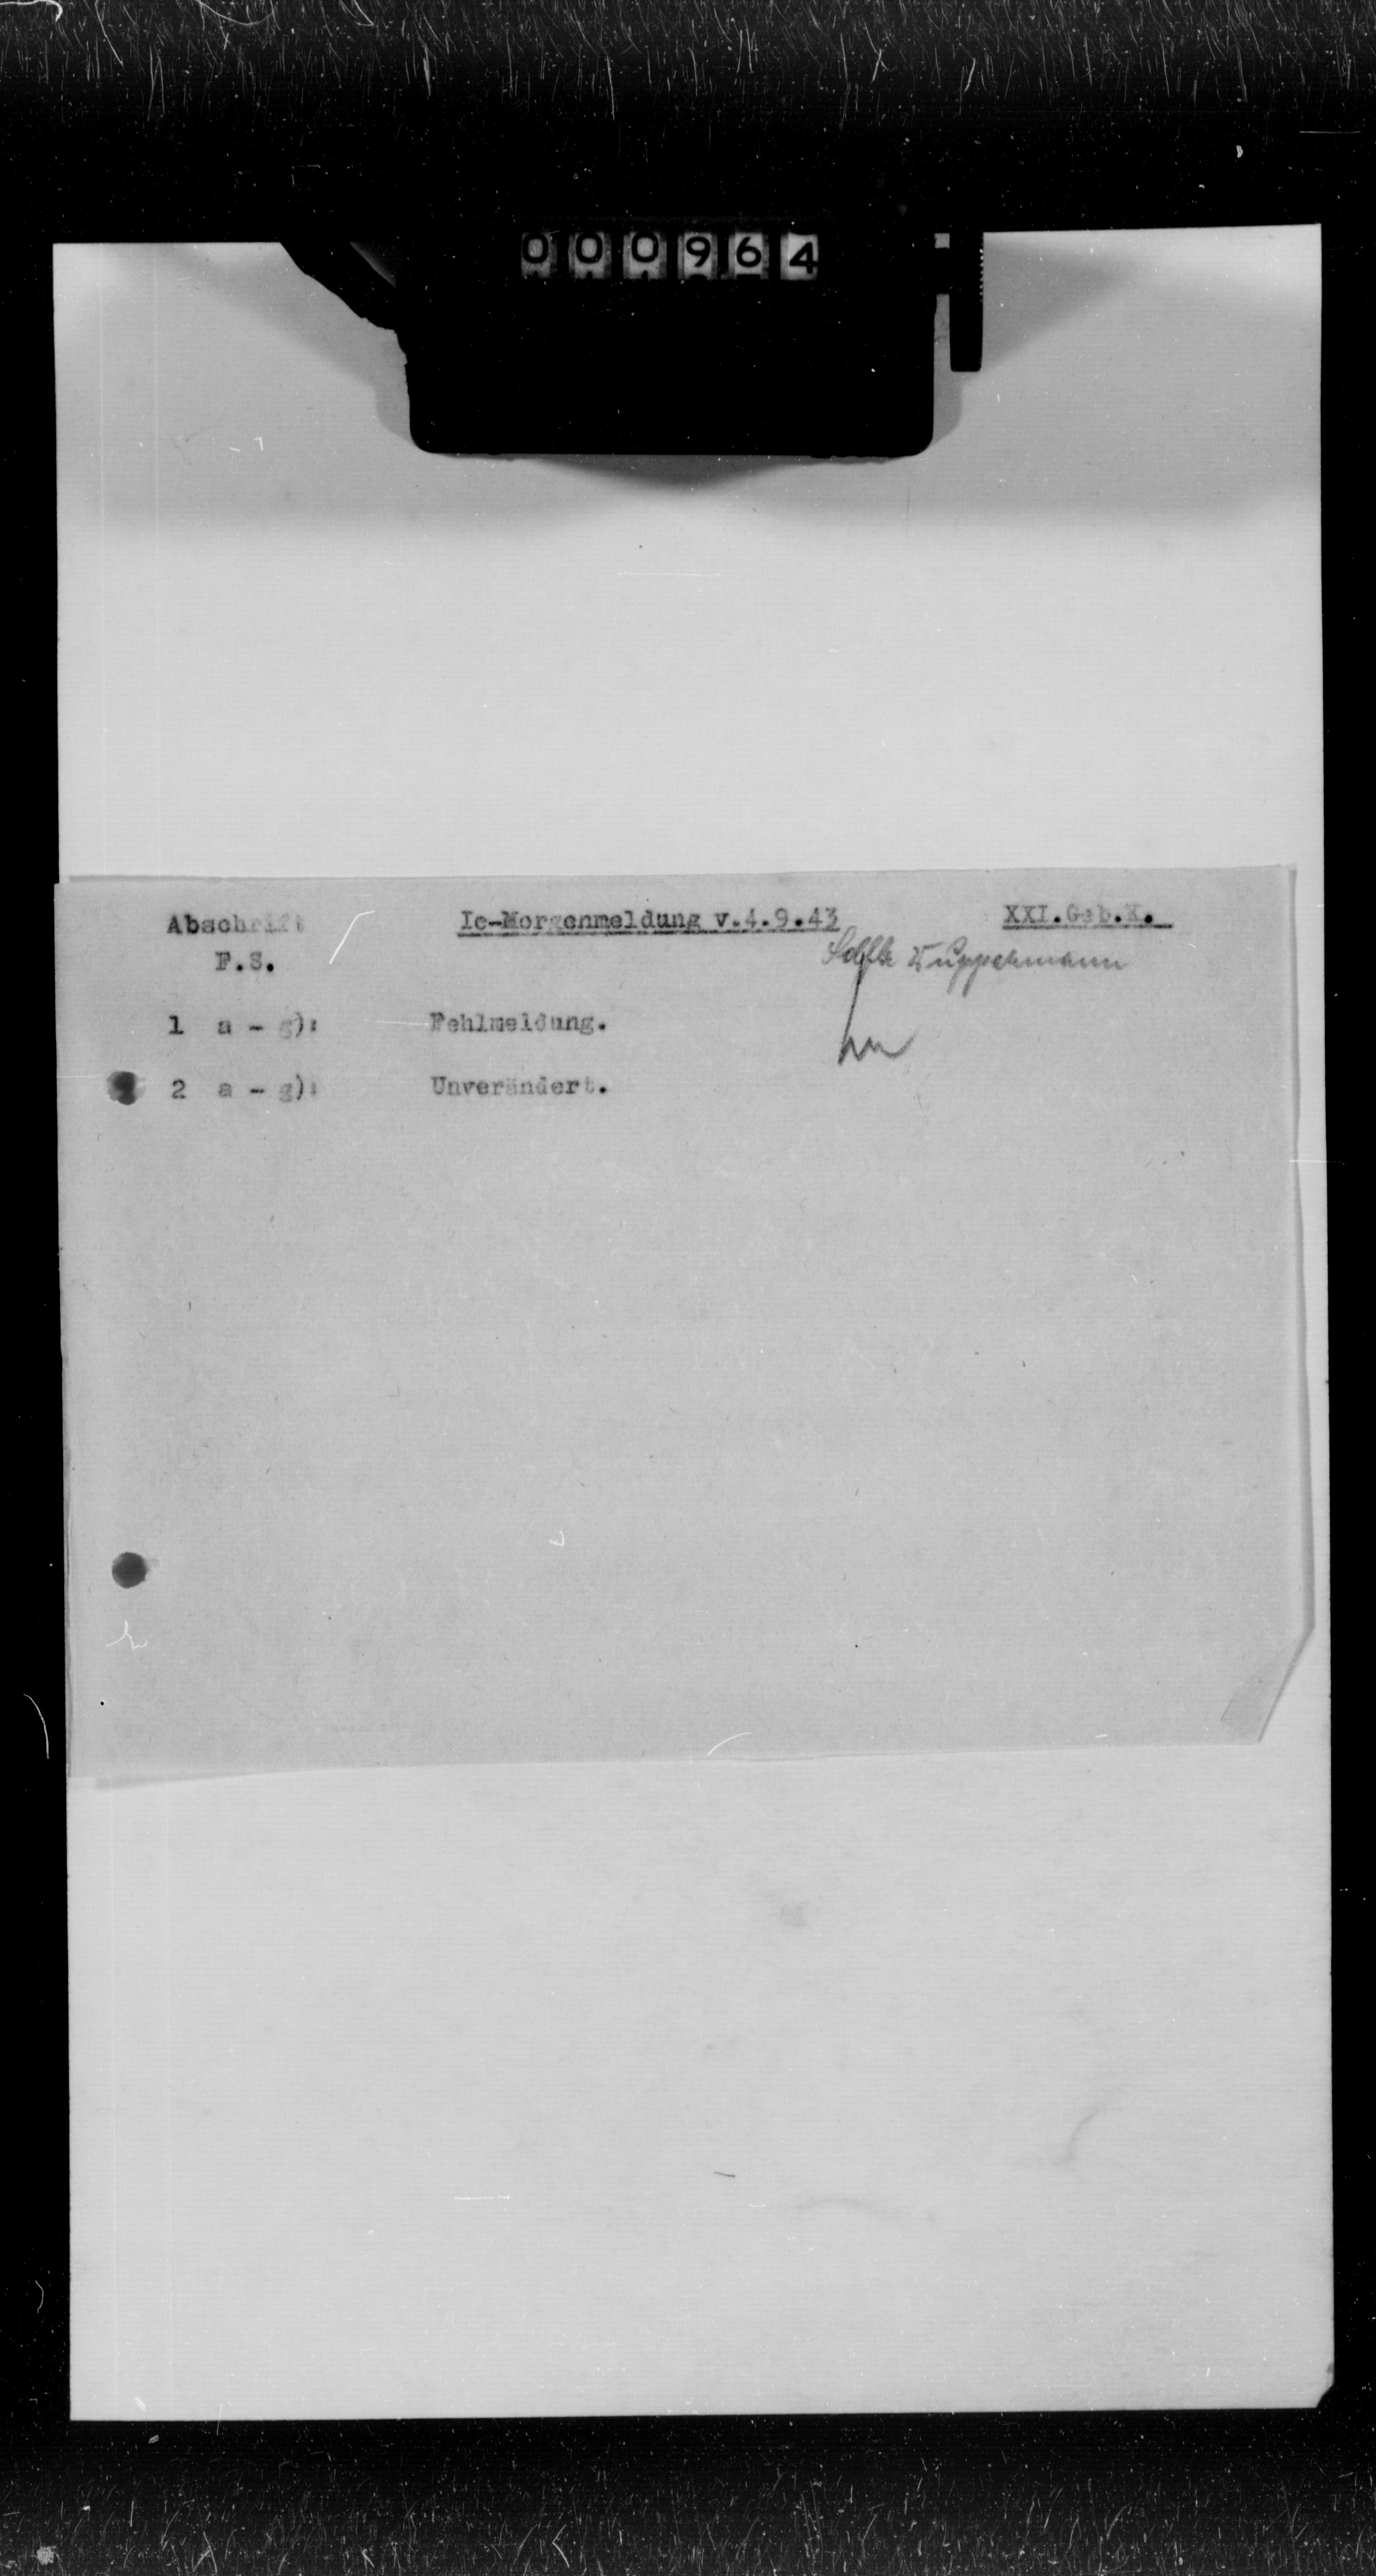 000964
Abschrift Ic-Morgenmeldung v.4.9.43 XXI.Geb.K.
F.S.
1 a - g): Fehlmeldung.
2 a - g): Unverändert.